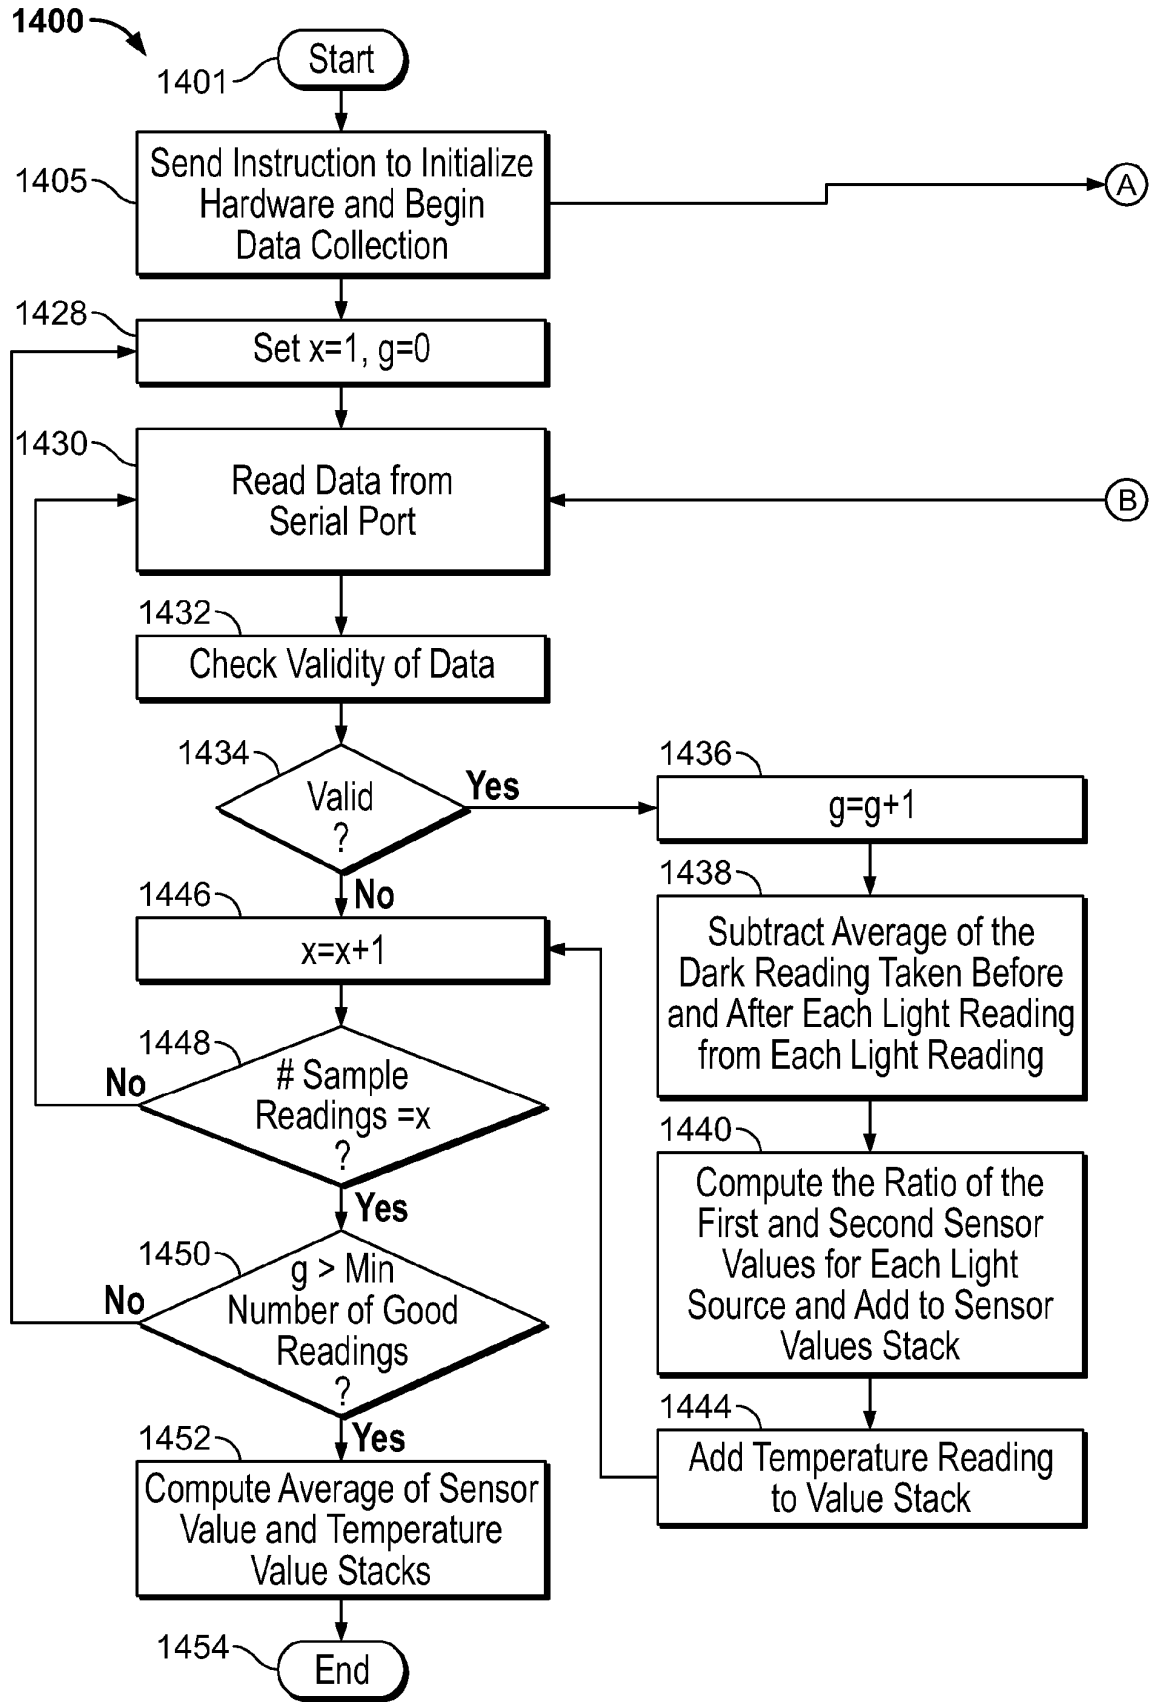 1400
1401
Start
1405
Send Instruction to Initialize
Hardware and Begin
Data Collection
A
1428
Set x=1, g=0
1430
Read Data from
Serial Port
B
1432
Check Validity of Data
1434
Valid
?
Yes
No
1436
g=g+1
1438
Subtract Average of the
Dark Reading Taken Before
and After Each Light Reading
from Each Light Reading
1440
Compute the Ratio of the
First and Second Sensor
Values for Each Light
Source and Add to Sensor
Values Stack
1444
Add Temperature Reading
to Value Stack
1446
x=x+1
1448
# Sample
Readings =x
?
No
Yes
1450
g > Min
Number of Good
Readings
?
No
Yes
1452
Compute Average of Sensor
Value and Temperature
Value Stacks
1454
End